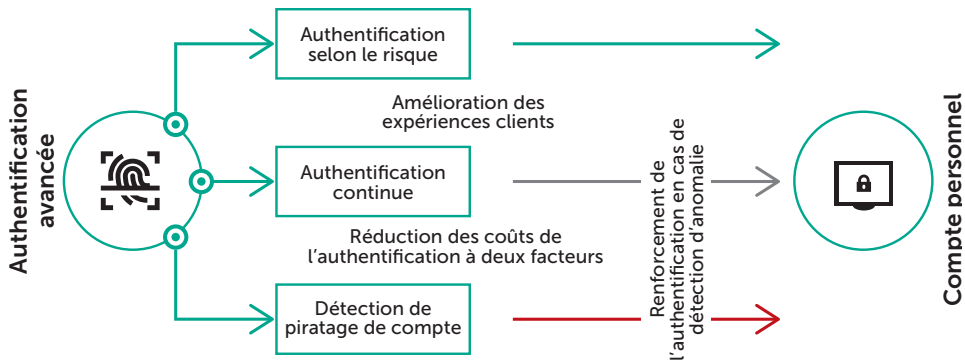 Authentification
avancée
Authentification
selon le risque
Amélioration des
expériences clients
Authentification
continue
Réduction des coûts de
l'authentification à deux facteurs
Détection de
piratage de compte
Renforcement de
l'authentification en cas de
détection d'anomalie
Compte personnel